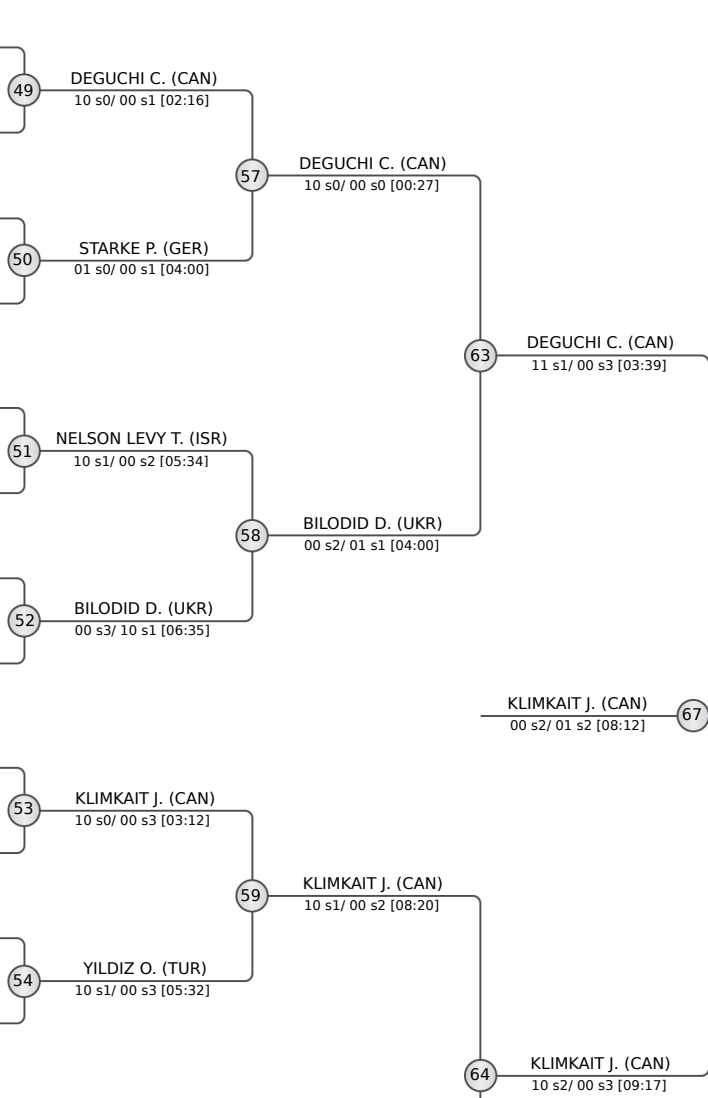 DEGUCHI C. (CAN)
49
10 s0/ 00 s1 [02:16]
DEGUCHI C. (CAN)
57
10 s0/ 00 s0 [00:27]
STARKE P. (GER)
50
01 s0/ 00 s1 [04:00]
DEGUCHI C. (CAN)
63
11 s1/ 00 s3 [03:39]
NELSON LEVY T. (ISR)
51
10 s1/ 00 s2 [05:34]
BILODID D. (UKR)
58
00 s2/ 01 s1 [04:00]
BILODID D. (UKR)
52
00 s3/ 10 s1 [06:35]
KLIMKAIT J. (CAN)
67
00 s2/ 01 s2 [08:12]
KLIMKAIT J. (CAN)
53
10 s0/ 00 s3 [03:12]
KLIMKAIT J. (CAN)
59
10 s1/ 00 s2 [08:20]
YILDIZ O. (TUR)
54
10 s1/ 00 s3 [05:32]
KLIMKAIT J. (CAN)
64
10 s2/ 00 s3 [09:17]